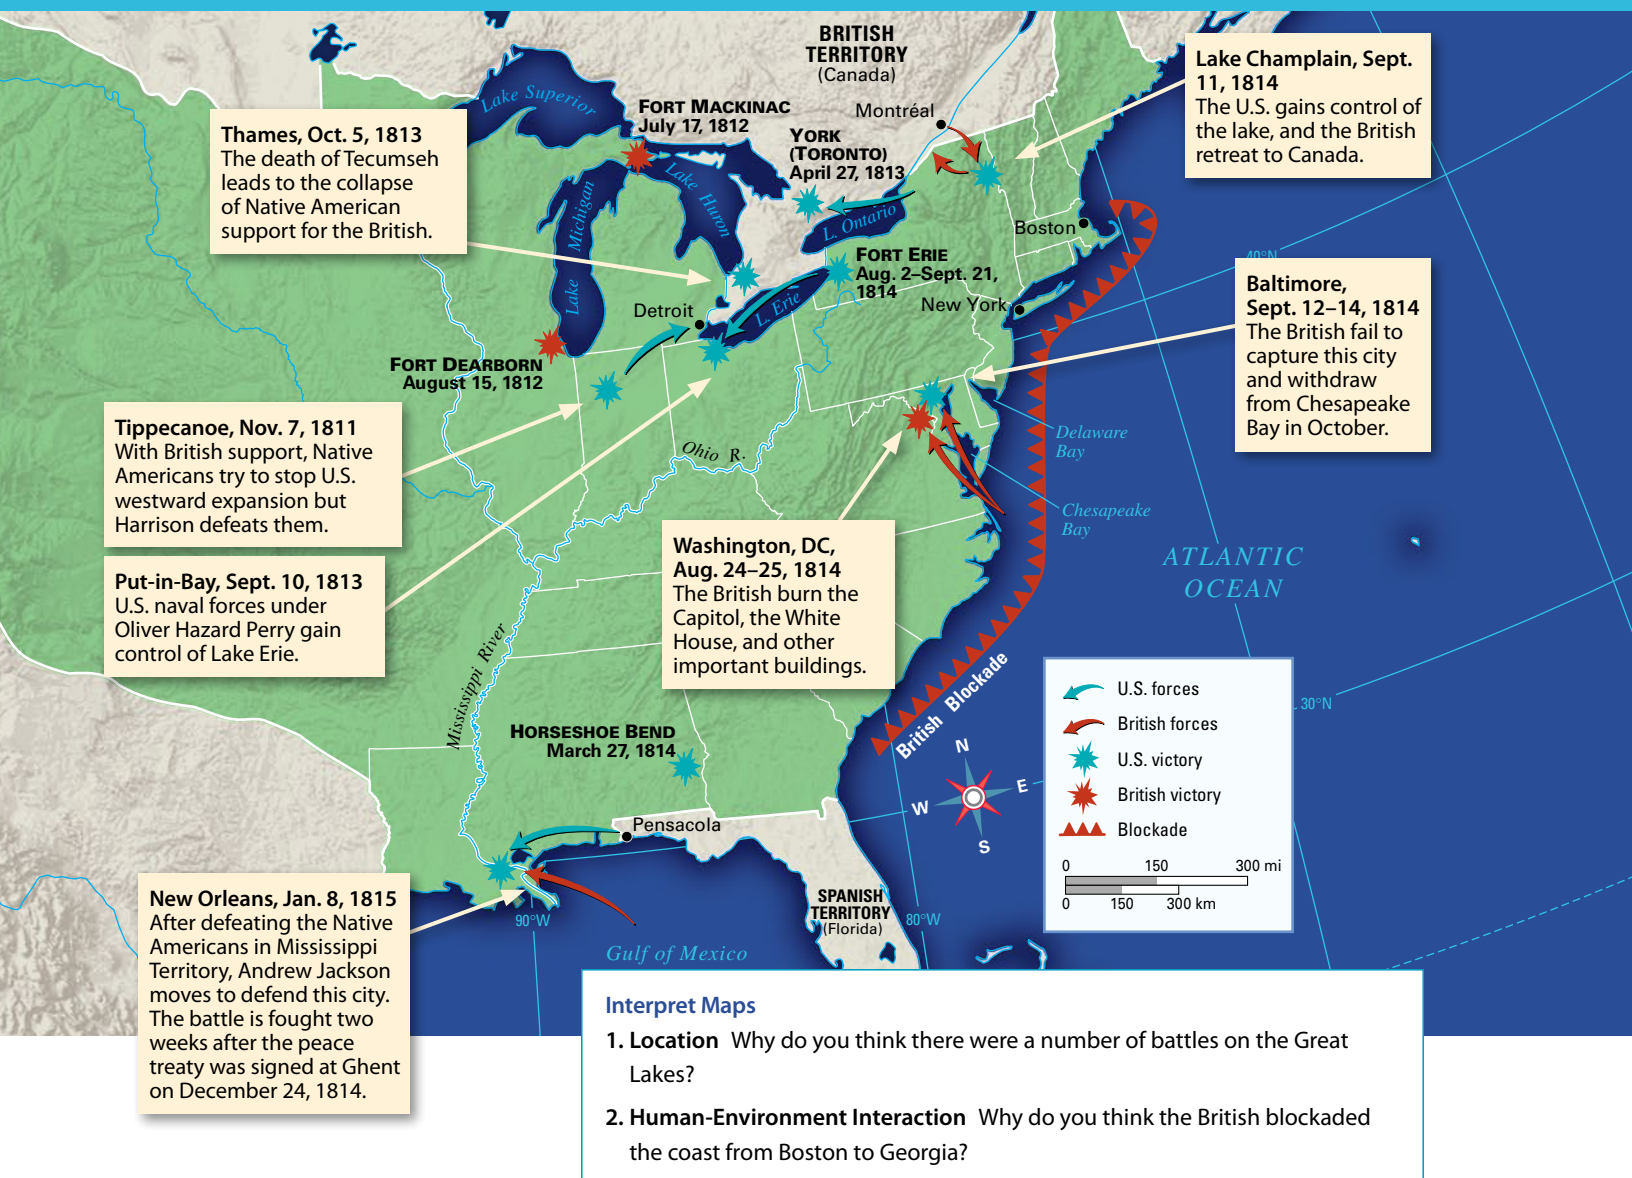 BRITISH
TERRITORY
(Canada)
Lake Superior
FORT MACKINAC
July 17, 1812
Montréal
YORK
(TORONTO)
April 27, 1813
Lake Champlain, Sept.
11, 1814
The U.S. gains control of
the lake, and the British
retreat to Canada.
Thames, Oct. 5, 1813
The death of Tecumseh
leads to the collapse
of Native American
support for the British.
Lake Michigan
Lake Huron
L. Ontario
Boston
40°N
FORT ERIE
Aug. 2–Sept. 21,
1814
L. Erie
Detroit
New York
Baltimore,
Sept. 12–14, 1814
The British fail to
capture this city
and withdraw
from Chesapeake
Bay in October.
FORT DEARBORN
August 15, 1812
Tippecanoe, Nov. 7, 1811
With British support, Native
Americans try to stop U.S.
westward expansion but
Harrison defeats them.
Ohio R.
Delaware
Bay
Chesapeake
Bay
ATLANTIC
OCEAN
Put-in-Bay, Sept. 10, 1813
U.S. naval forces under
Oliver Hazard Perry gain
control of Lake Erie.
Washington, DC,
Aug. 24–25, 1814
The British burn the
Capitol, the White
House, and other
important buildings.
Mississippi River
British Blockade
HORSESHOE BEND
March 27, 1814
N
E
W
S
30°N
U.S. forces
British forces
U.S. victory
British victory
Blockade
0 150 300 mi
0 150 300 km
Pensacola
SPANISH
TERRITORY
(Florida)
90°W
80°W
Gulf of Mexico
New Orleans, Jan. 8, 1815
After defeating the Native
Americans in Mississippi
Territory, Andrew Jackson
moves to defend this city.
The battle is fought two
weeks after the peace
treaty was signed at Ghent
on December 24, 1814.
Interpret Maps
1. Location Why do you think there were a number of battles on the Great
Lakes?
2. Human-Environment Interaction Why do you think the British blockaded
the coast from Boston to Georgia?